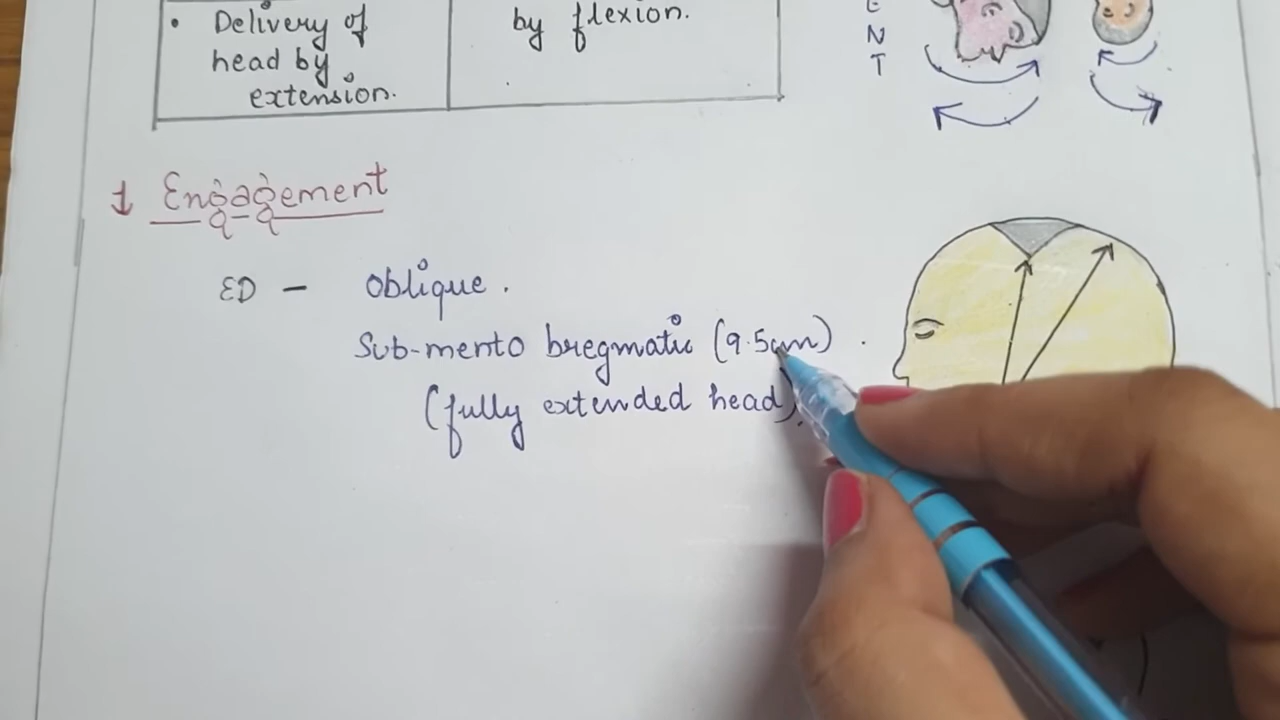 • Delivery of
head by
extension.
by flexion.
E
N
T
1 Engagement
ED - Oblique.
Sub-mento bregmatic (9.5cm).
(fully extended head).